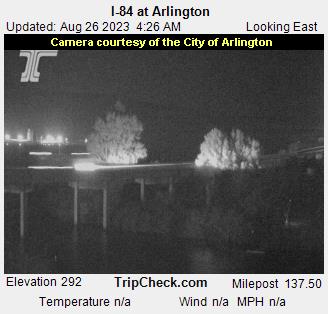 I-84 at Arlington
Updated: Aug 26 2023 4:26 AM Looking East
Camera courtesy of the City of Arlington
Elevation 292 TripCheck.com Milepost 137.50
Temperature n/a Wind n/a MPH n/a